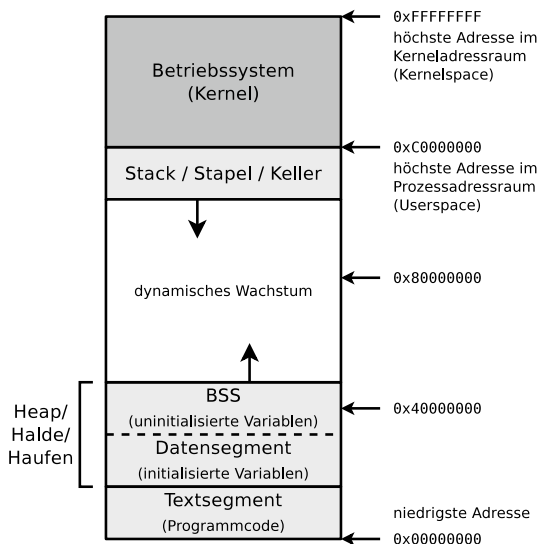 0xFFFFFFFF
höchste Adresse im
Kerneladressraum
(Kernelspace)
Betriebssystem
(Kernel)
0xC0000000
höchste Adresse im
Prozessadressraum
(Userspace)
Stack / Stapel / Keller
dynamisches Wachstum
0x80000000
BSS
(uninitialisierte Variablen)
0x40000000
Heap/
Halde/
Haufen
Datensegment
(initialisierte Variablen)
Textsegment
(Programmcode)
niedrigste Adresse
0x00000000